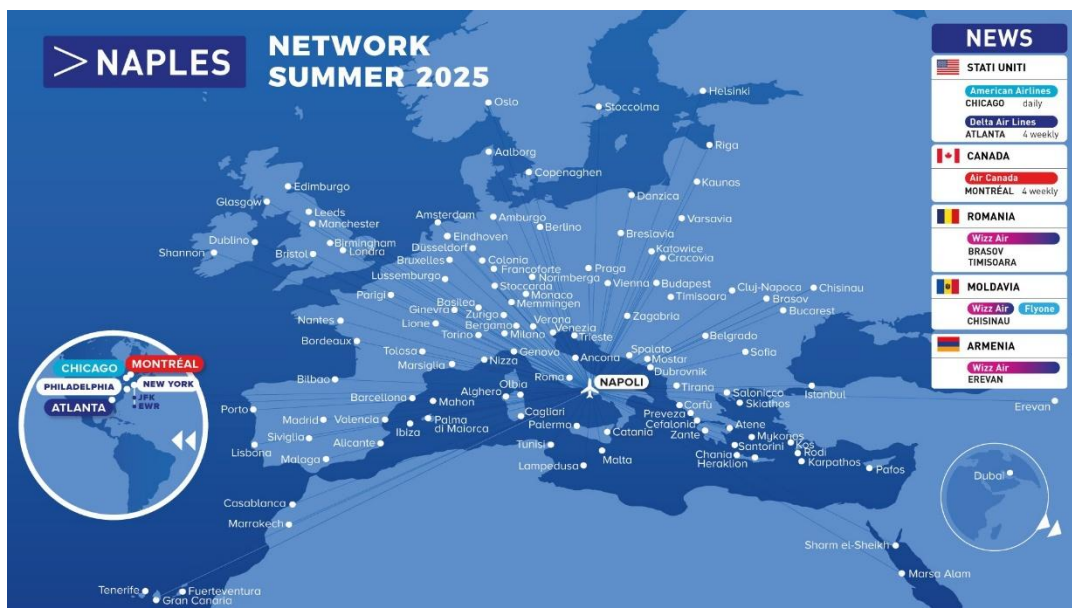 > NAPLES
NETWORK
SUMMER 2025
NEWS
STATI UNITI
American Airlines
CHICAGO daily
Delta Air Lines
ATLANTA 4 weekly
CANADA
Air Canada
MONTRÉAL 4 weekly
ROMANIA
Wizz Air
BRASOV
TIMISOARA
MOLDAVIA
Wizz Air Flyone
CHISINAU
ARMENIA
Wizz Air
EREVAN
Helsinki
Oslo
Stoccolma
Riga
Aalborg
Copenaghen
Kaunas
Edimburgo
Danzica
Glasgow
Leeds
Manchester
Amsterdam
Amburgo
Berlino
Varsavia
Dublino
Birmingham
Londra
Eindhoven
Breslavia
Shannon
Bristol
Düsseldorf
Bruxelles
Colonia
Katowice
Cracovia
Francoforte
Praga
Lussemburgo
Norimberga
Stoccarda
Vienna
Budapest
Cluj-Napoca
Chisinau
Parigi
Monaco
Timisoara
Brasov
Basilea
Memmingen
Ginevra
Zurigo
Bucarest
Nantes
Lione
Bergamo
Verona
Zagabria
Torino
Milano
Venezia
Trieste
Bordeaux
Belgrado
Tolosa
Genova
Spalato
Sofia
Marsiglia
Nizza
Ancona
Mostar
Dubrovnik
Bilbao
Roma
NAPOLI
Tirana
Olbia
Alghero
Salonicco
Istanbul
Barcellona
Mahon
Skiathos
Erevan
Porto
Cagliari
Corfù
Preveza
Madrid
Valencia
Palma
di Maiorca
Ibiza
Palermo
Cefalonia
Atene
Catania
Zante
Mykonos
Siviglia
Alicante
Tunisi
Santorini
Kos
Lisbona
Malta
Chania
Rodi
Malaga
Lampedusa
Heraklion
Karpathos
Pafos
Casablanca
Marrakech
Sharm el-Sheikh
Marsa Alam
Tenerife
Fuerteventura
Gran Canaria
CHICAGO
MONTRÉAL
PHILADELPHIA
NEW YORK
JFK
EWR
ATLANTA
Dubai